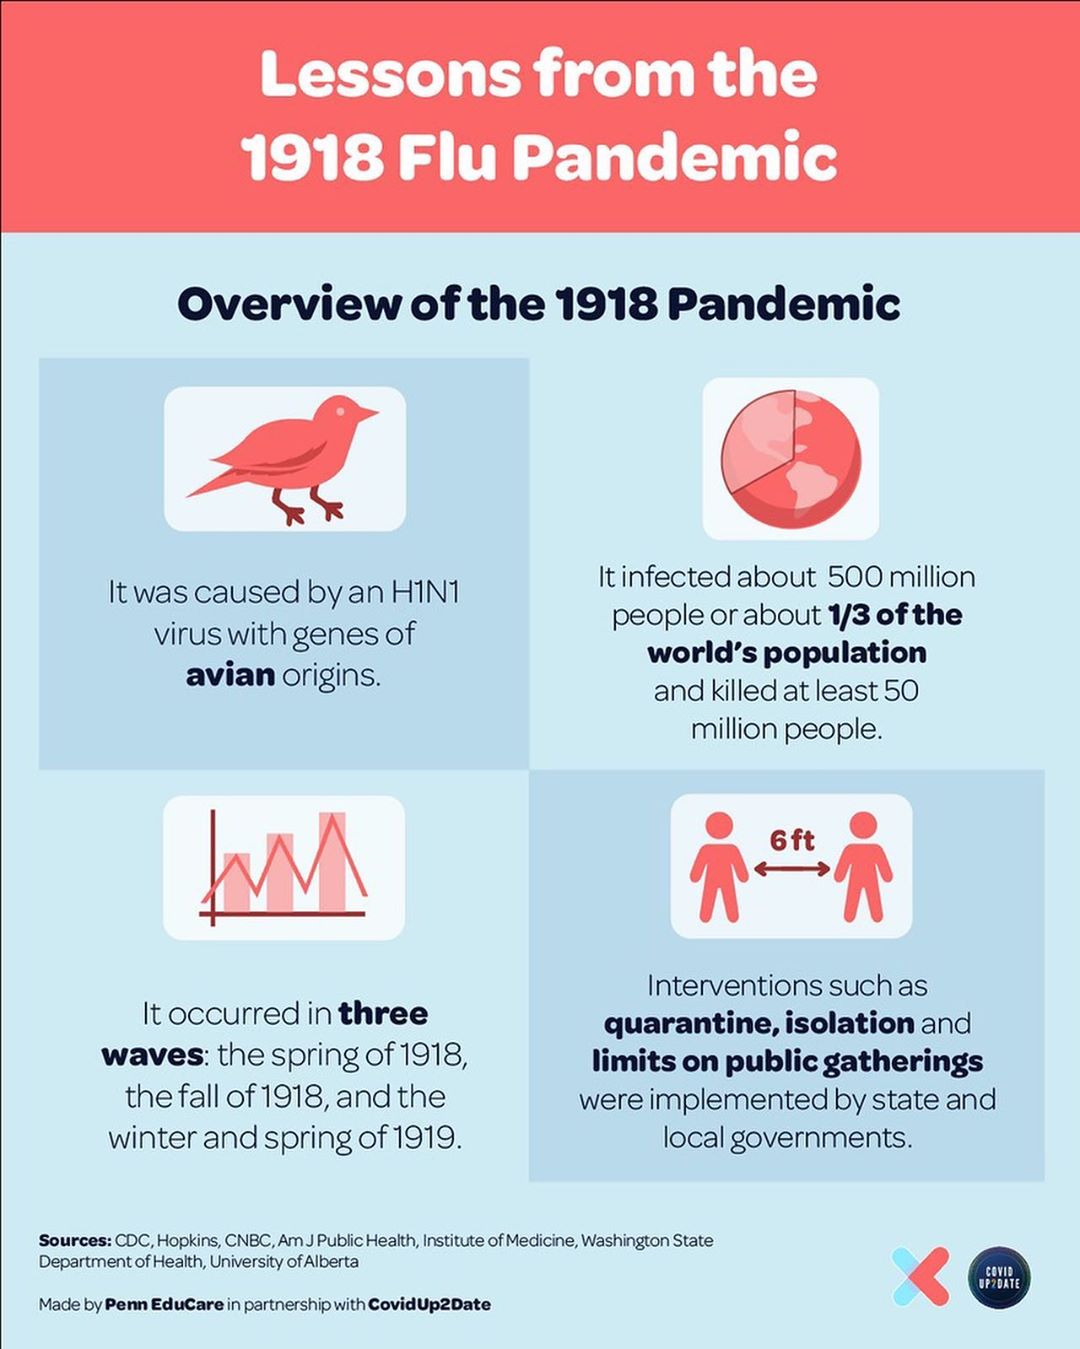 Lessons from the
1918 Flu Pandemic
Overview of the 1918 Pandemic
It was caused by an H1N1
virus with genes of
avian origins.
It infected about 500 million
people or about 1/3 of the
world's population
and killed at least 50
million people.
It occurred in three
waves: the spring of 1918,
the fall of 1918, and the
winter and spring of 1919.
6 ft
Interventions such as
quarantine, isolation and
limits on public gatherings
were implemented by state and
local governments.
Sources: CDC, Hopkins, CNBC, Am J Public Health, Institute of Medicine, Washington State
Department of Health, University of Alberta
Made by Penn EduCare in partnership with CovidUp2Date
COVID
UP2DATE